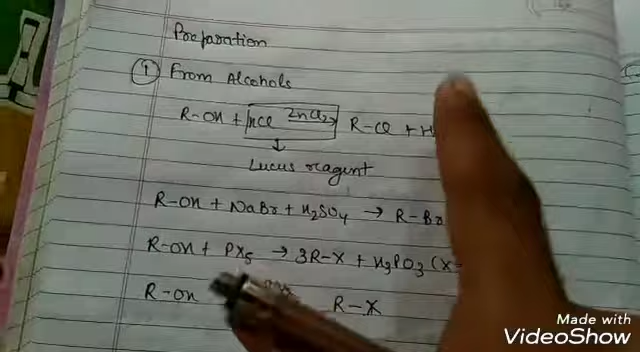 Preparation
① From Alcohols
R-OH + HCl ZnCl2 → R-Cl + H
↓
Lucus reagent
R-OH + NaBr + H2SO4 → R-Br
R-OH + PX5 → 3R-X + H3PO3 (X=
R-OH R-X
Made with
VideoShow